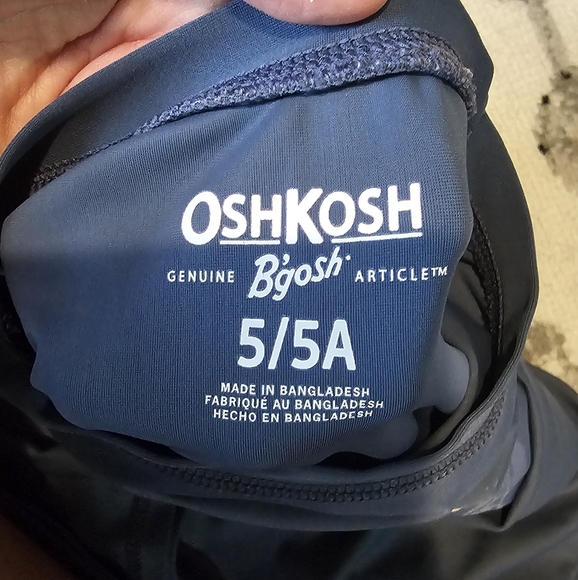 OSHKOSH
GENUINE B'gosh ARTICLE™
5/5A
MADE IN BANGLADESH
FABRIQUÉ AU BANGLADESH
HECHO EN BANGLADESH